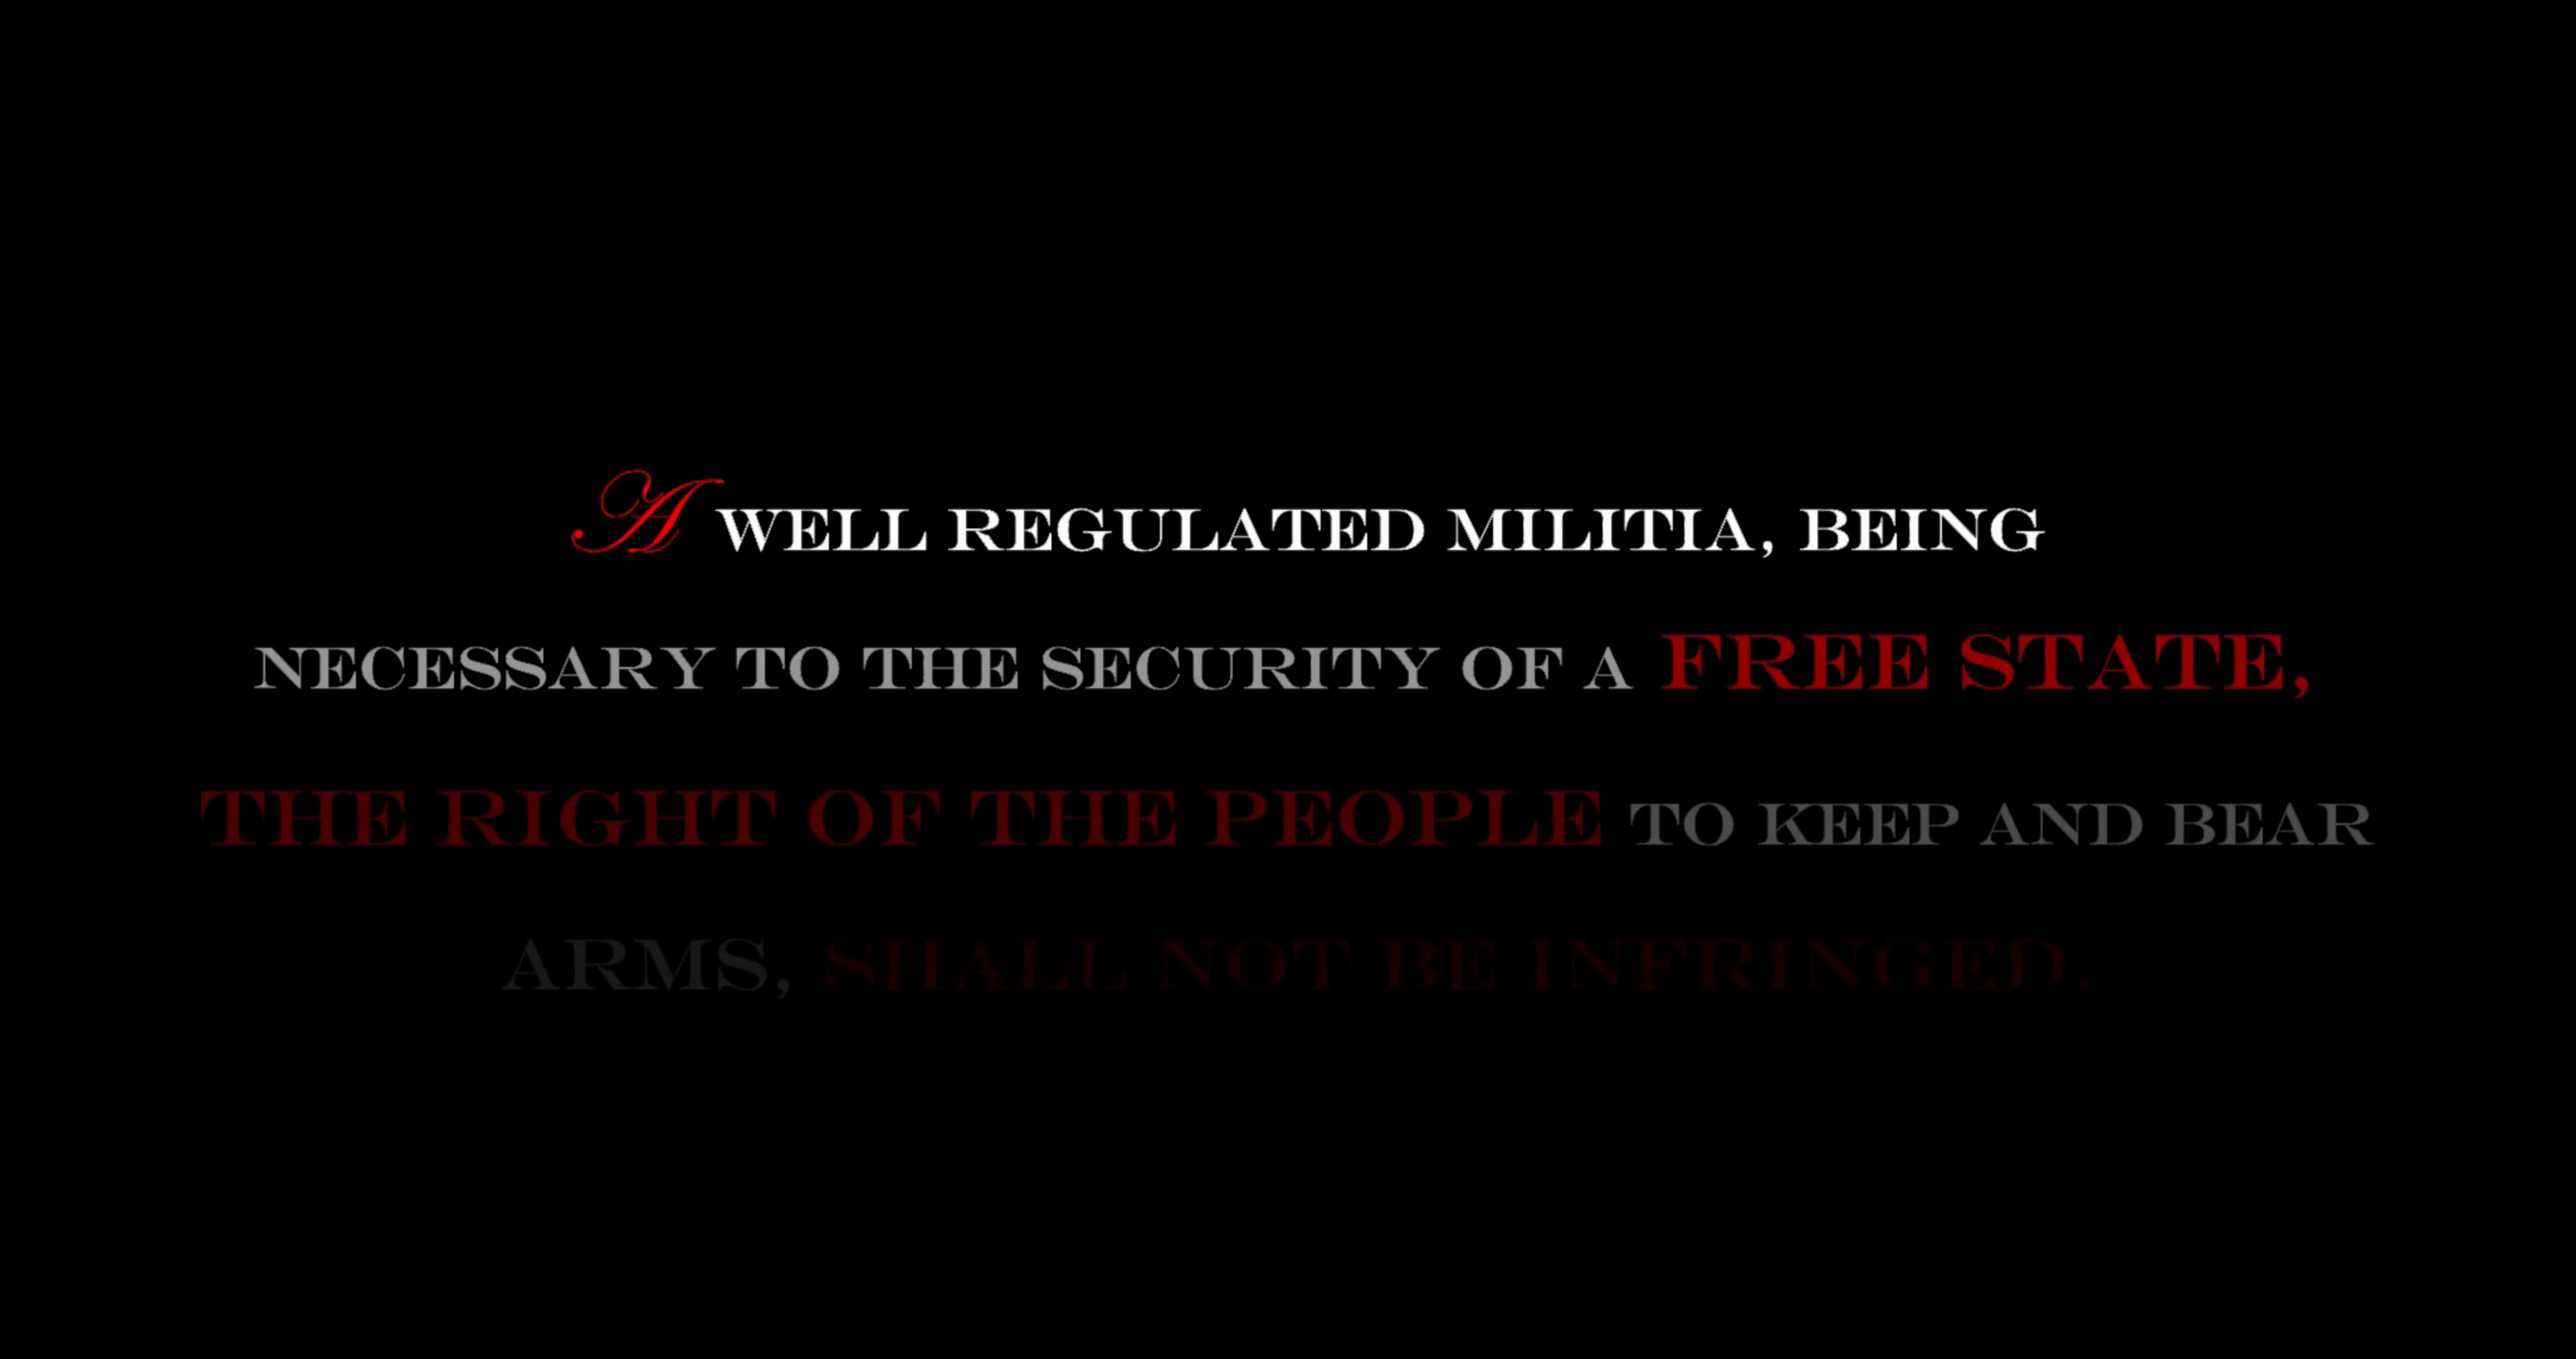 A WELL REGULATED MILITIA, BEING
NECESSARY TO THE SECURITY OF A FREE STATE,
THE RIGHT OF THE PEOPLE TO KEEP AND BEAR
ARMS, SHALL NOT BE INFRINGED.